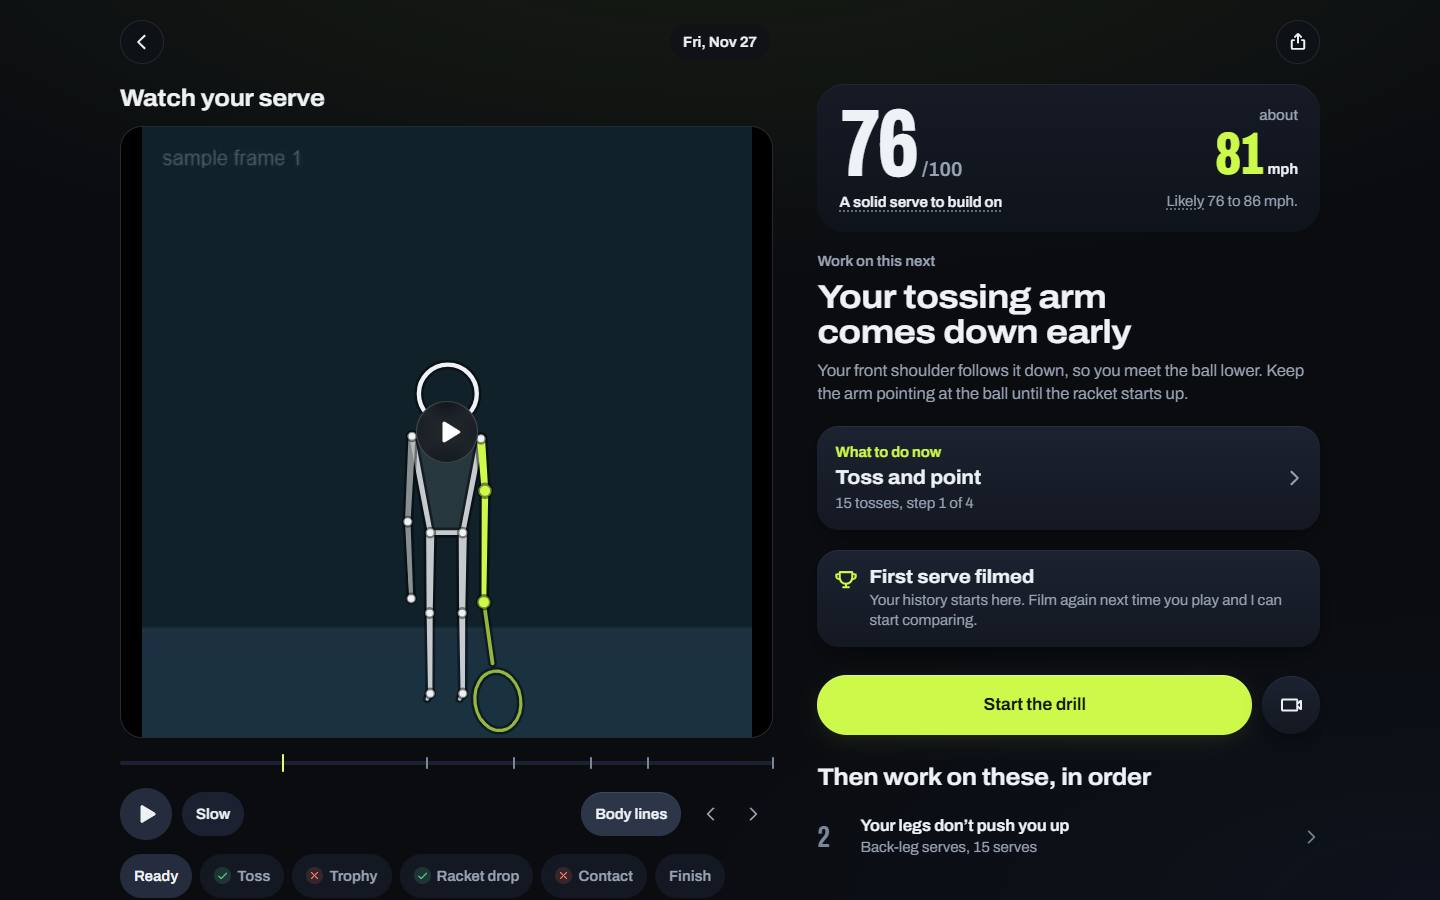 Fri, Nov 27
Watch your serve
sample frame 1
Slow
Body lines
Ready
Toss
Trophy
Racket drop
Contact
Finish
76/100
A solid serve to build on
about
81 mph
Likely 76 to 86 mph.
Work on this next
Your tossing arm
comes down early
Your front shoulder follows it down, so you meet the ball lower. Keep
the arm pointing at the ball until the racket starts up.
What to do now
Toss and point
15 tosses, step 1 of 4
First serve filmed
Your history starts here. Film again next time you play and I can
start comparing.
Start the drill
Then work on these, in order
2
Your legs don’t push you up
Back-leg serves, 15 serves